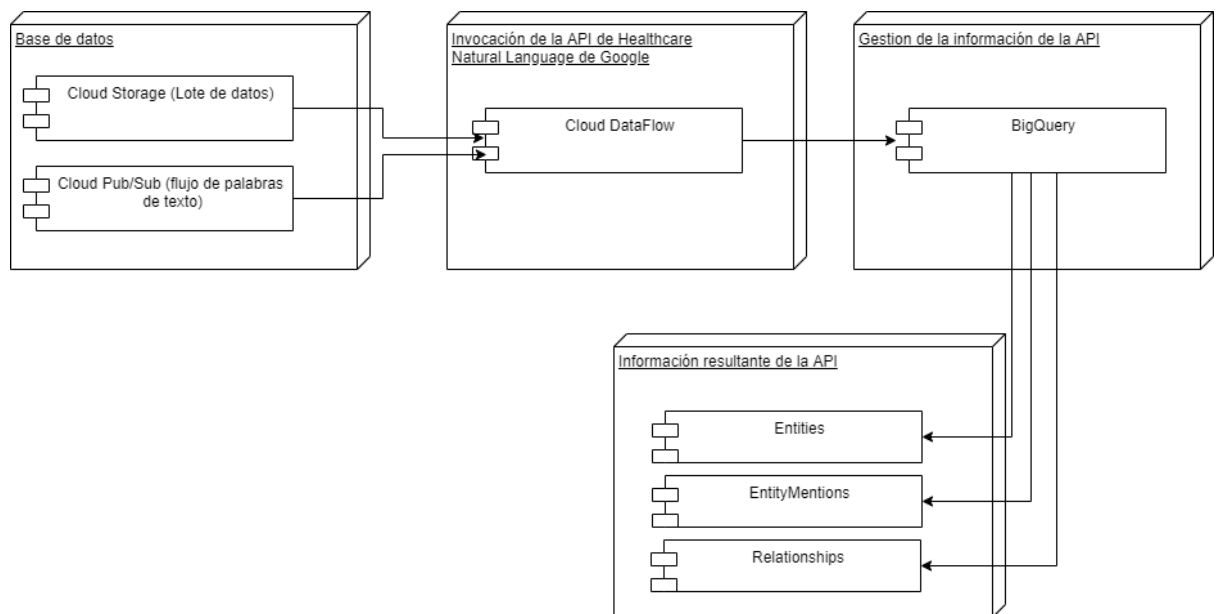 Base de datos
Cloud Storage (Lote de datos)
Cloud Pub/Sub (flujo de palabras
de texto)
Invocación de la API de Healthcare
Natural Language de Google
Cloud DataFlow
Gestion de la información de la API
BigQuery
Información resultante de la API
Entities
EntityMentions
Relationships